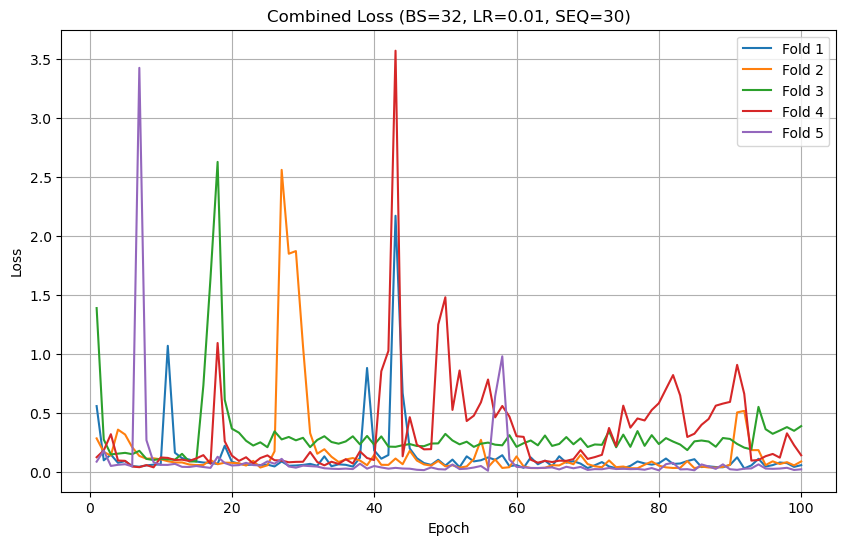 Combined Loss (BS=32, LR=0.01, SEQ=30)
Fold 1
Fold 2
Fold 3
Fold 4
Fold 5
Loss
3.5
3.0
2.5
2.0
1.5
1.0
0.5
0.0
0 20 40 60 80 100
Epoch